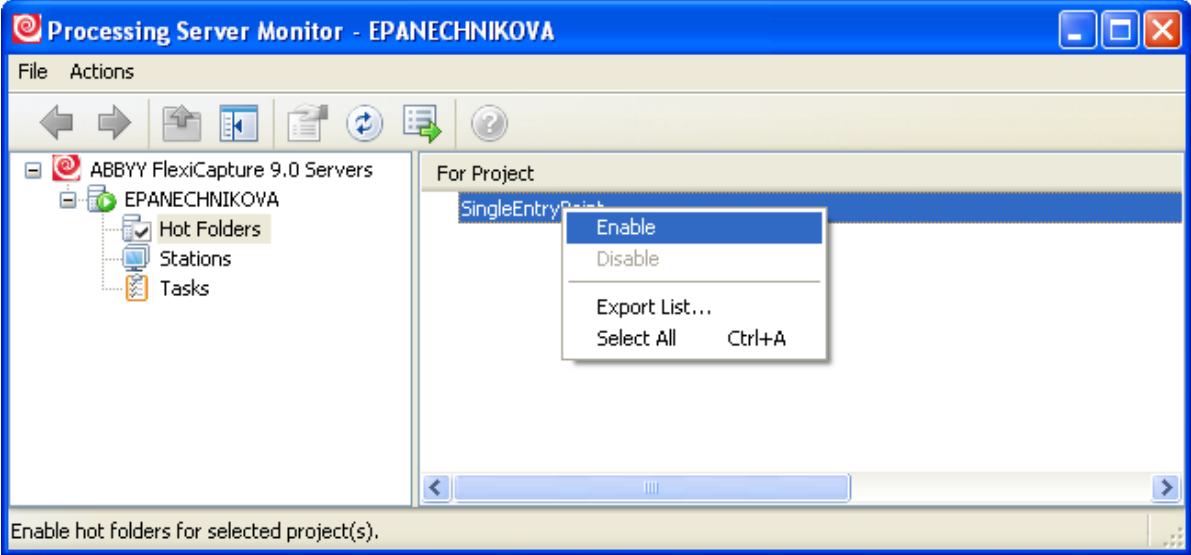 Processing Server Monitor - EPANECHNIKOVA
File Actions
ABBYY FlexiCapture 9.0 Servers
EPANECHNIKOVA
Hot Folders
Stations
Tasks
For Project
Enable
Disable
Export List...
Select All Ctrl+A
Enable hot folders for selected project(s).